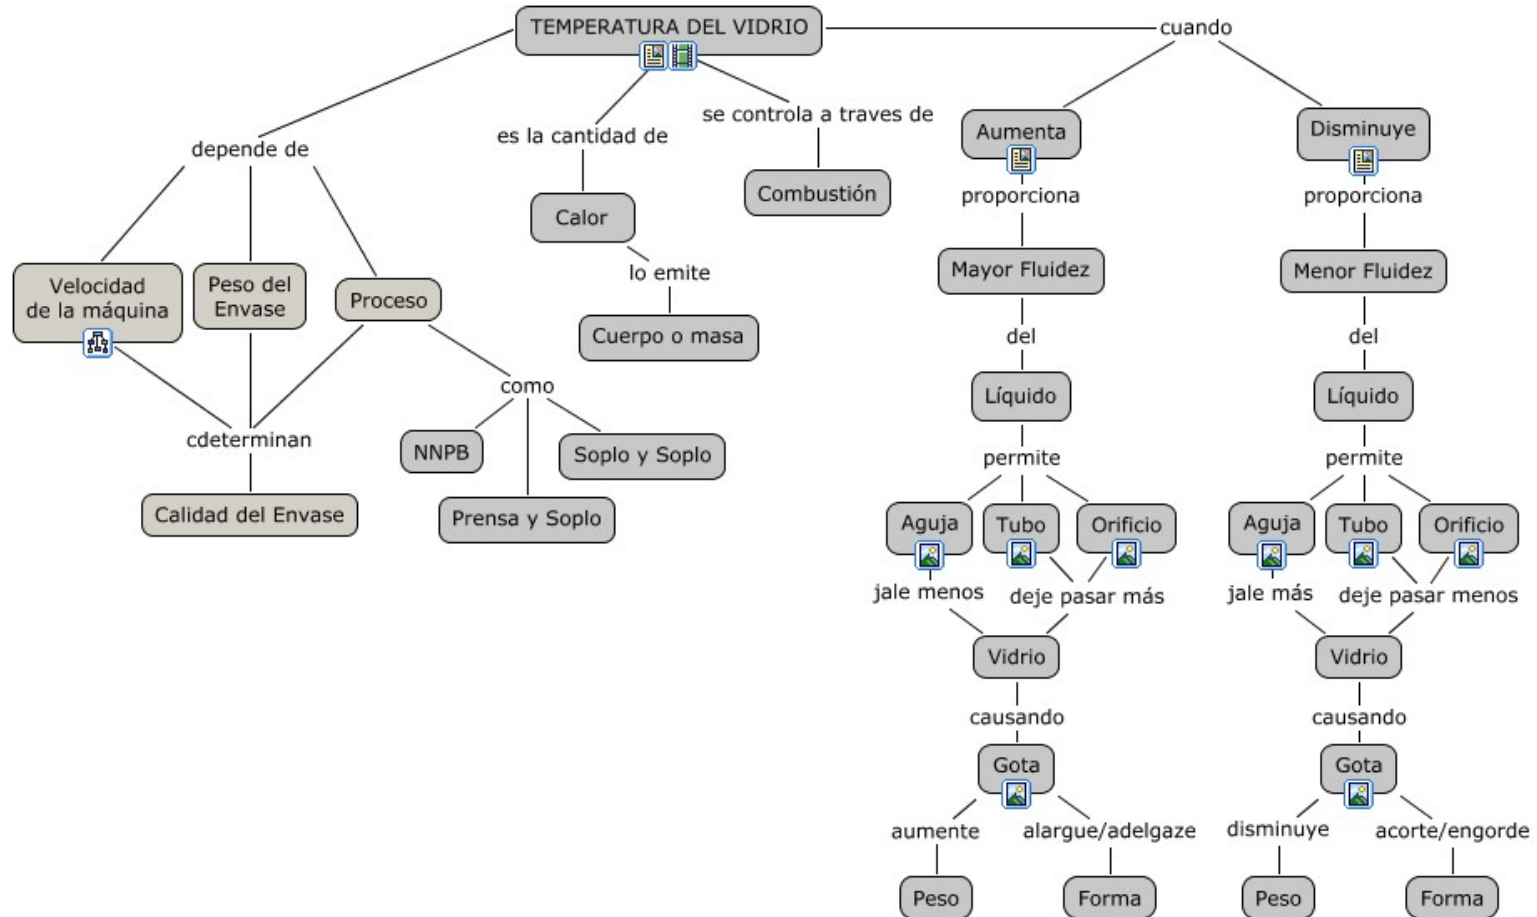 TEMPERATURA DEL VIDRIO
cuando
depende de
es la cantidad de
se controla a traves de
Aumenta
Disminuye
Velocidad
de la máquina
Peso del
Envase
Proceso
Calor
Combustión
proporciona
proporciona
lo emite
Cuerpo o masa
Mayor Fluidez
Menor Fluidez
cdeterminan
Calidad del Envase
como
NNPB
Prensa y Soplo
Soplo y Soplo
del
del
Líquido
Líquido
permite
permite
Aguja
Tubo
Orificio
Aguja
Tubo
Orificio
jale menos
deje pasar más
jale más
deje pasar menos
Vidrio
Vidrio
causando
causando
Gota
Gota
aumente
alargue/adelgaze
disminuye
acorte/engorde
Peso
Forma
Peso
Forma